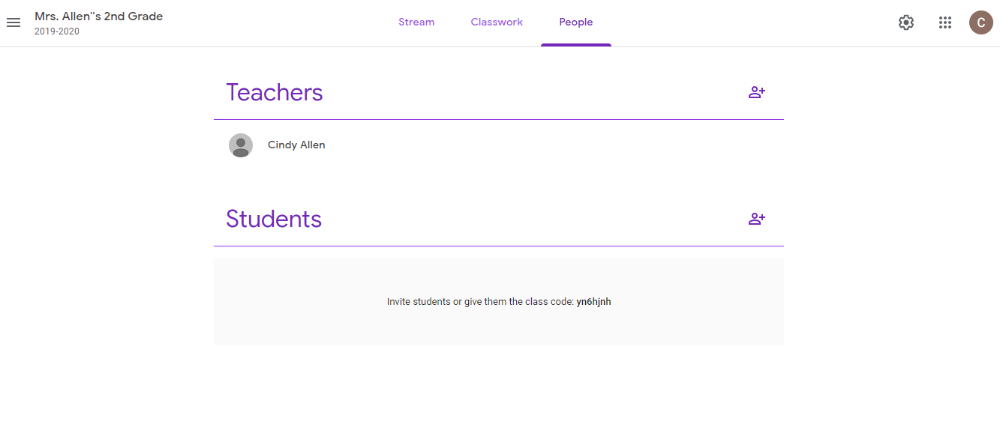 Mrs. Allen"s 2nd Grade
2019-2020
Stream
Classwork
People
C
Teachers
Cindy Allen
Students
Invite students or give them the class code: yn6hjnh